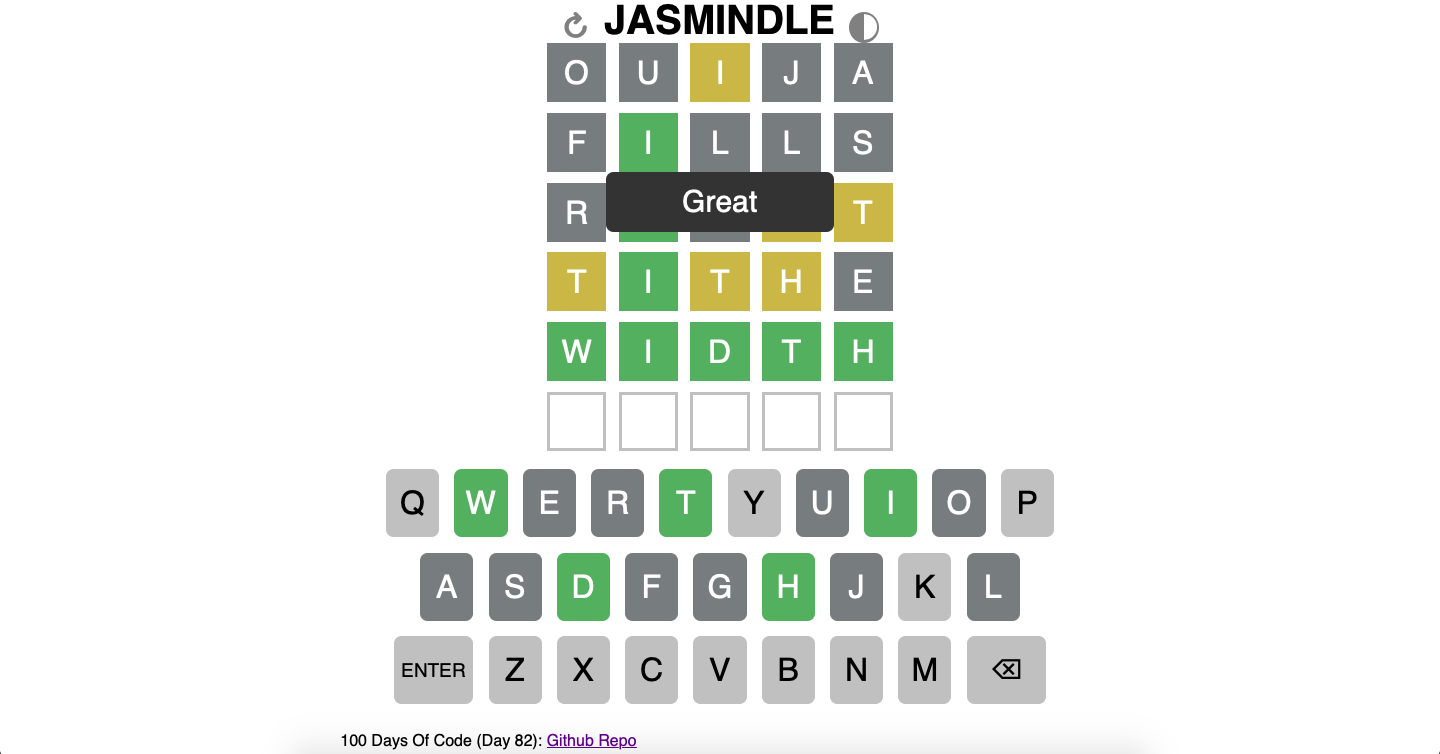 JASMINDLE
O U I J A
F I L L S
R T
Great
T I T H E
W I D T H
Q W E R T Y U I O P
A S D F G H J K L
ENTER Z X C V B N M
100 Days Of Code (Day 82): Github Repo